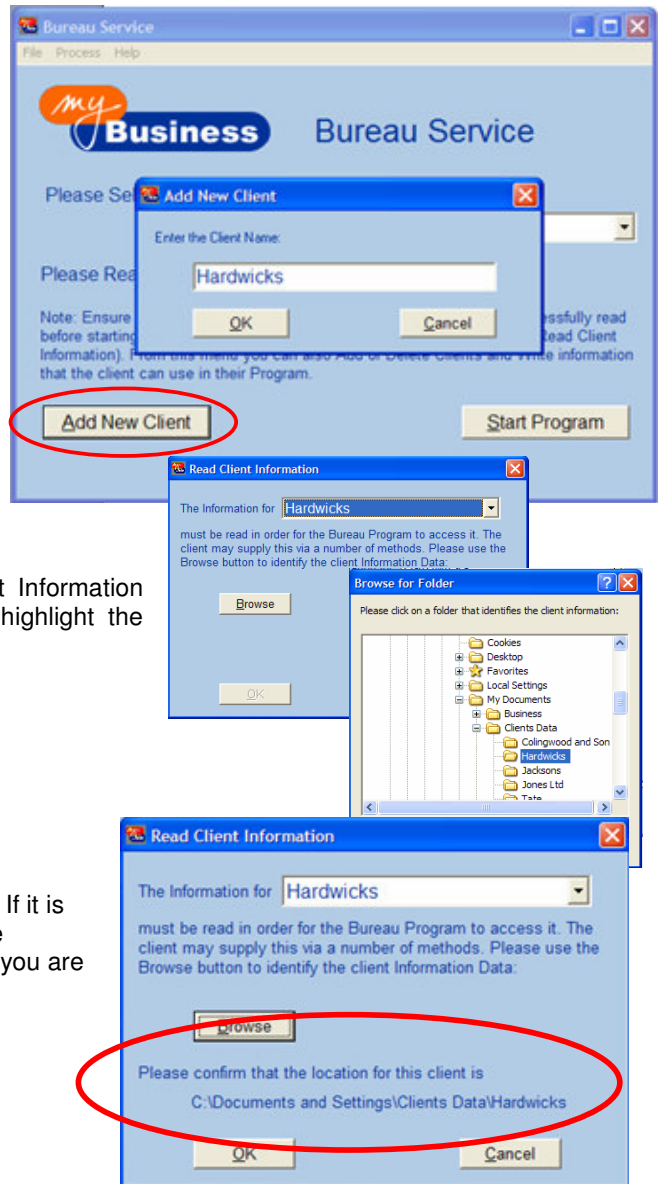 Bureau Service
File Process Help
my
Business
Bureau Service
Please Sel
Add New Client
Enter the Client Name:
Hardwicks
OK
Cancel
Please Rea
Note: Ensure
essfully read
before starting
Read Client
Information). From this menu you can also Add or Delete Clients and Write information
that the client can use in their Program.
Add New Client
Start Program
Read Client Information
The Information for Hardwicks
must be read in order for the Bureau Program to access it. The
client may supply this via a number of methods. Please use the
Browse button to identify the client Information Data:
Browse
OK
t Information
highlight the
Browse for Folder
Please click on a folder that identifies the client information:
Cookies
Desktop
Favorites
Local Settings
My Documents
Business
Clients Data
Colingwood and Son
Hardwicks
Jacksons
Jones Ltd
Tate
If it is
e
you are
Read Client Information
The Information for Hardwicks
must be read in order for the Bureau Program to access it. The
client may supply this via a number of methods. Please use the
Browse button to identify the client Information Data:
Browse
Please confirm that the location for this client is
C:\Documents and Settings\Clients Data\Hardwicks
OK
Cancel